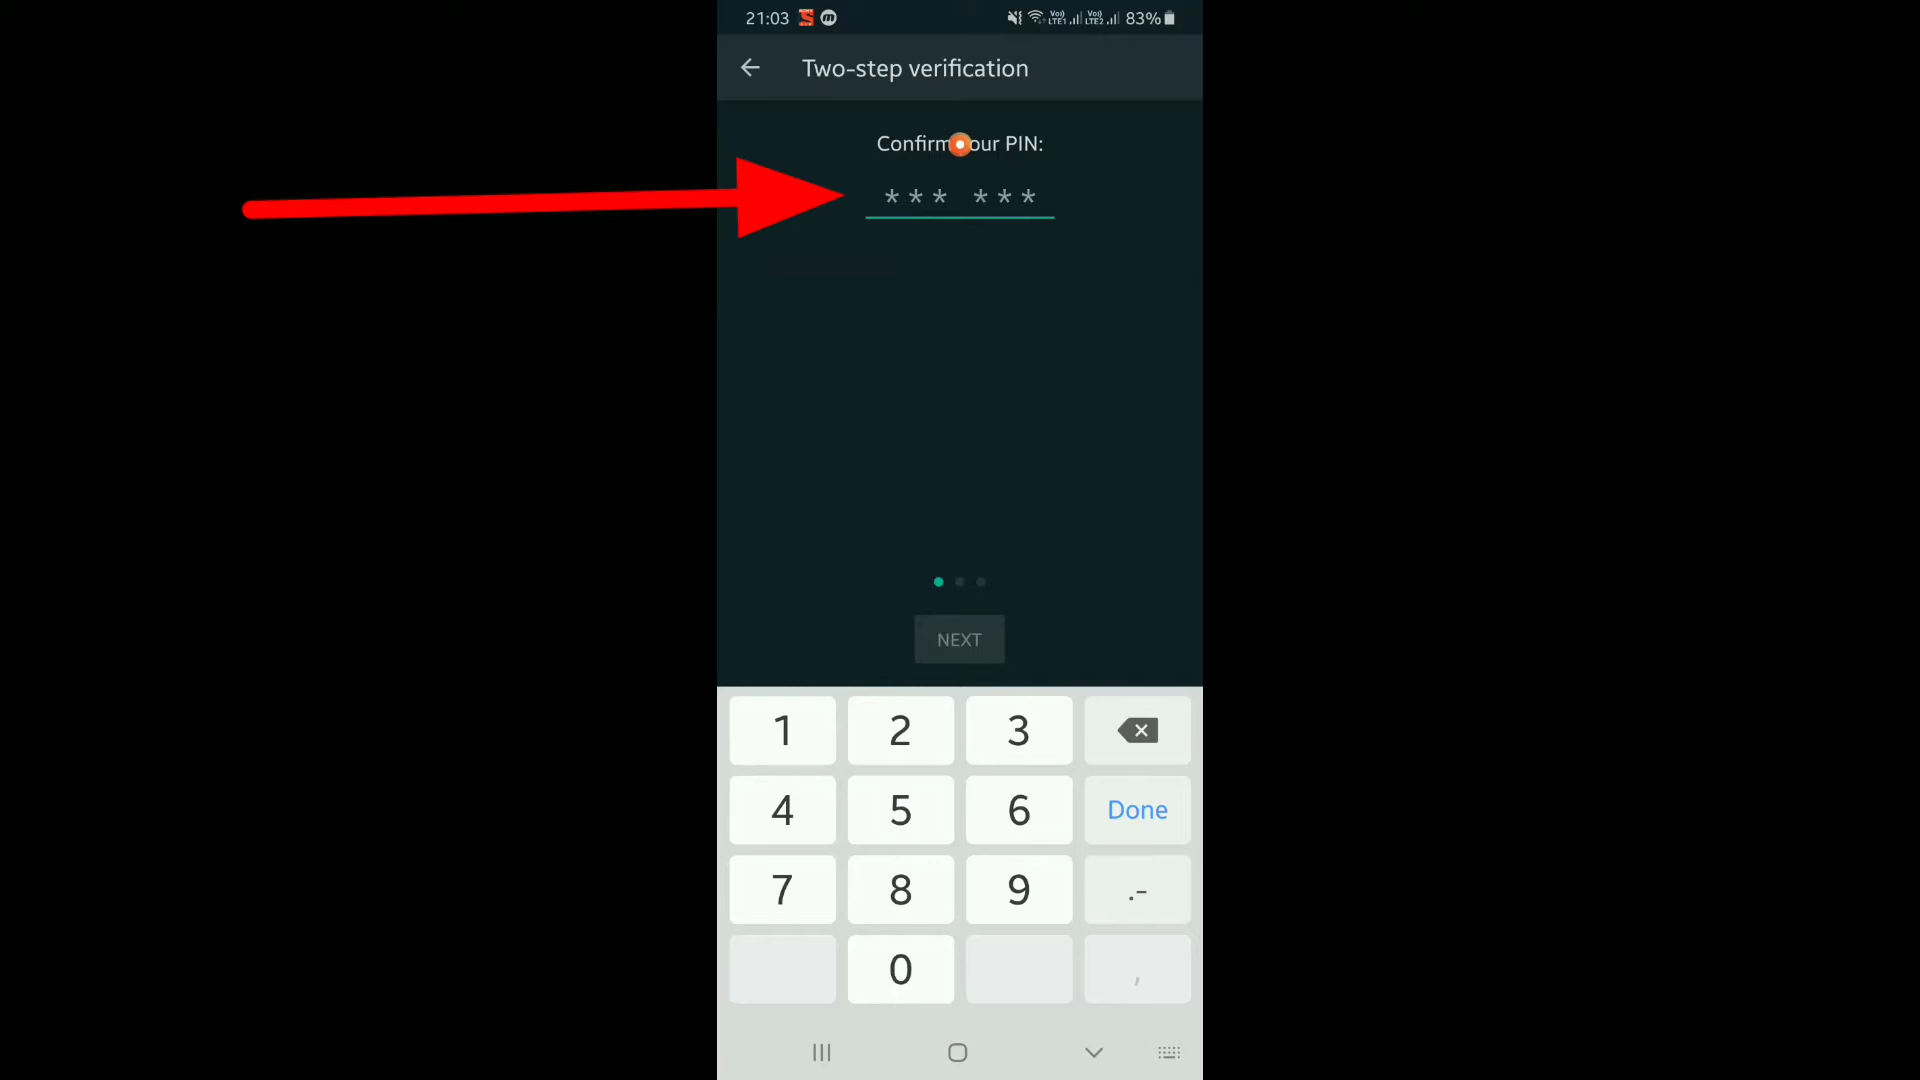 21:03 83%
Two-step verification
Confirm our PIN:
*** ***
NEXT
1 2 3
4 5 6 Done
7 8 9 .-
0 ,